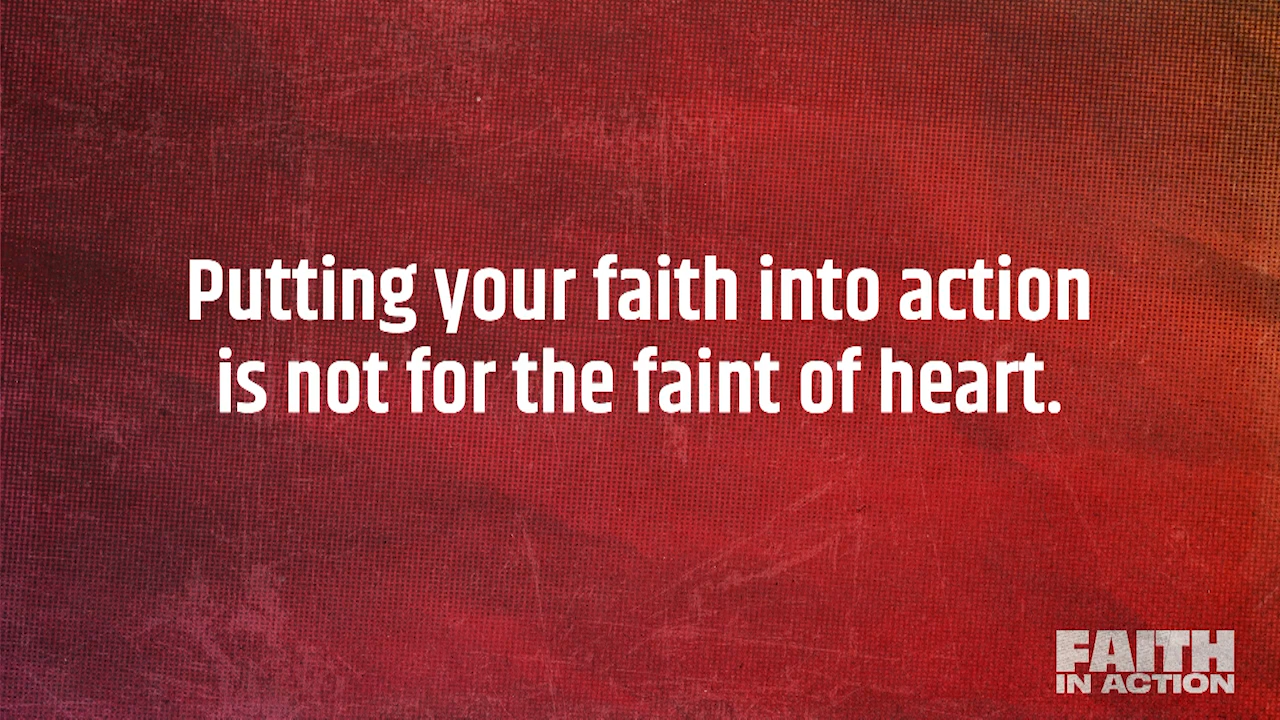 Putting your faith into action
is not for the faint of heart.
FAITH
IN ACTION